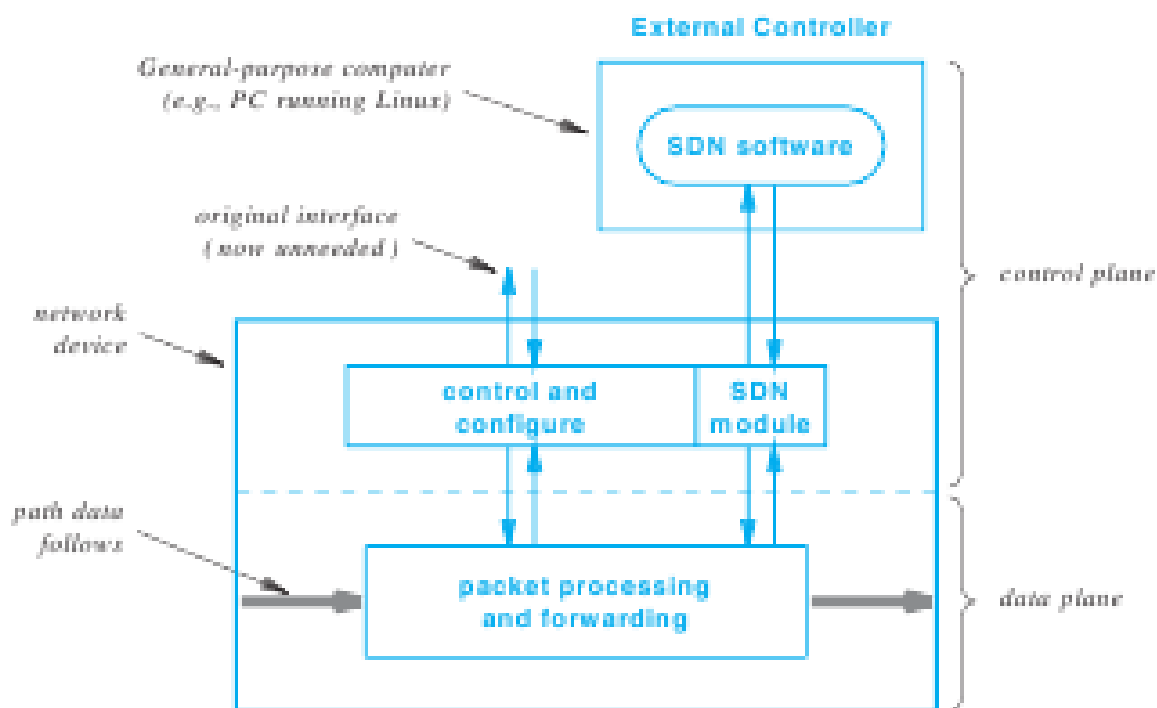 External Controller
General-purpose computer
(e.g., PC running Linux)
SDN software
original interface
(now unneeded)
control plane
network
device
control and
configure
SDN
module
path data
follows
packet processing
and forwarding
data plane